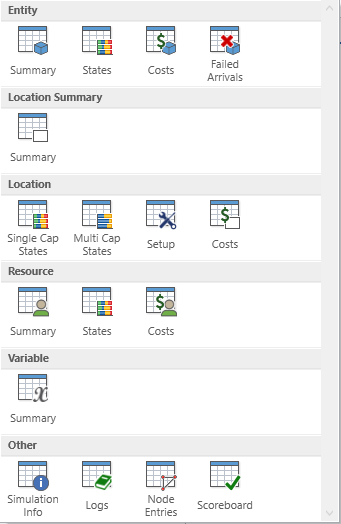 Entity
Summary States Costs Failed
Arrivals
Location Summary
Summary
Location
Single Cap Multi Cap Setup Costs
States States
Resource
Summary States Costs
Variable
Summary
Other
Simulation Logs Node Scoreboard
Info Entries